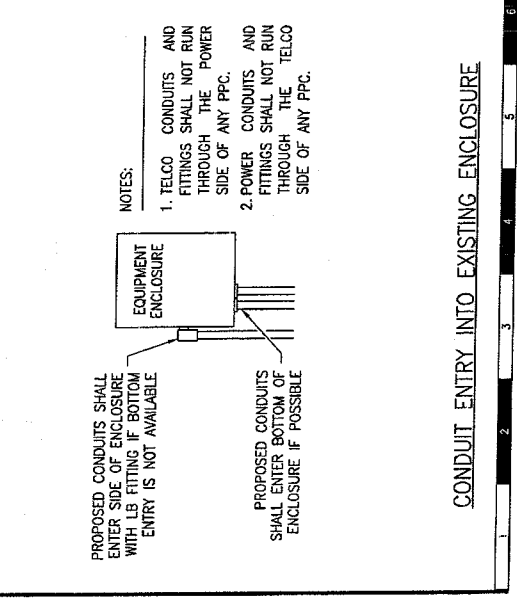 PROPOSED CONDUITS SHALL
ENTER SIDE OF ENCLOSURE
WITH LB FITTING IF BOTTOM
ENTRY IS NOT AVAILABLE
EQUIPMENT
ENCLOSURE
PROPOSED CONDUITS
SHALL ENTER BOTTOM OF
ENCLOSURE IF POSSIBLE
NOTES:
1. TELCO CONDUITS AND
FITTINGS SHALL NOT RUN
THROUGH THE POWER
SIDE OF ANY PPC.
2. POWER CONDUITS AND
FITTINGS SHALL NOT RUN
THROUGH THE TELCO
SIDE OF ANY PPC.
CONDUIT ENTRY INTO EXISTING ENCLOSURE
1 2 3 4 5 6